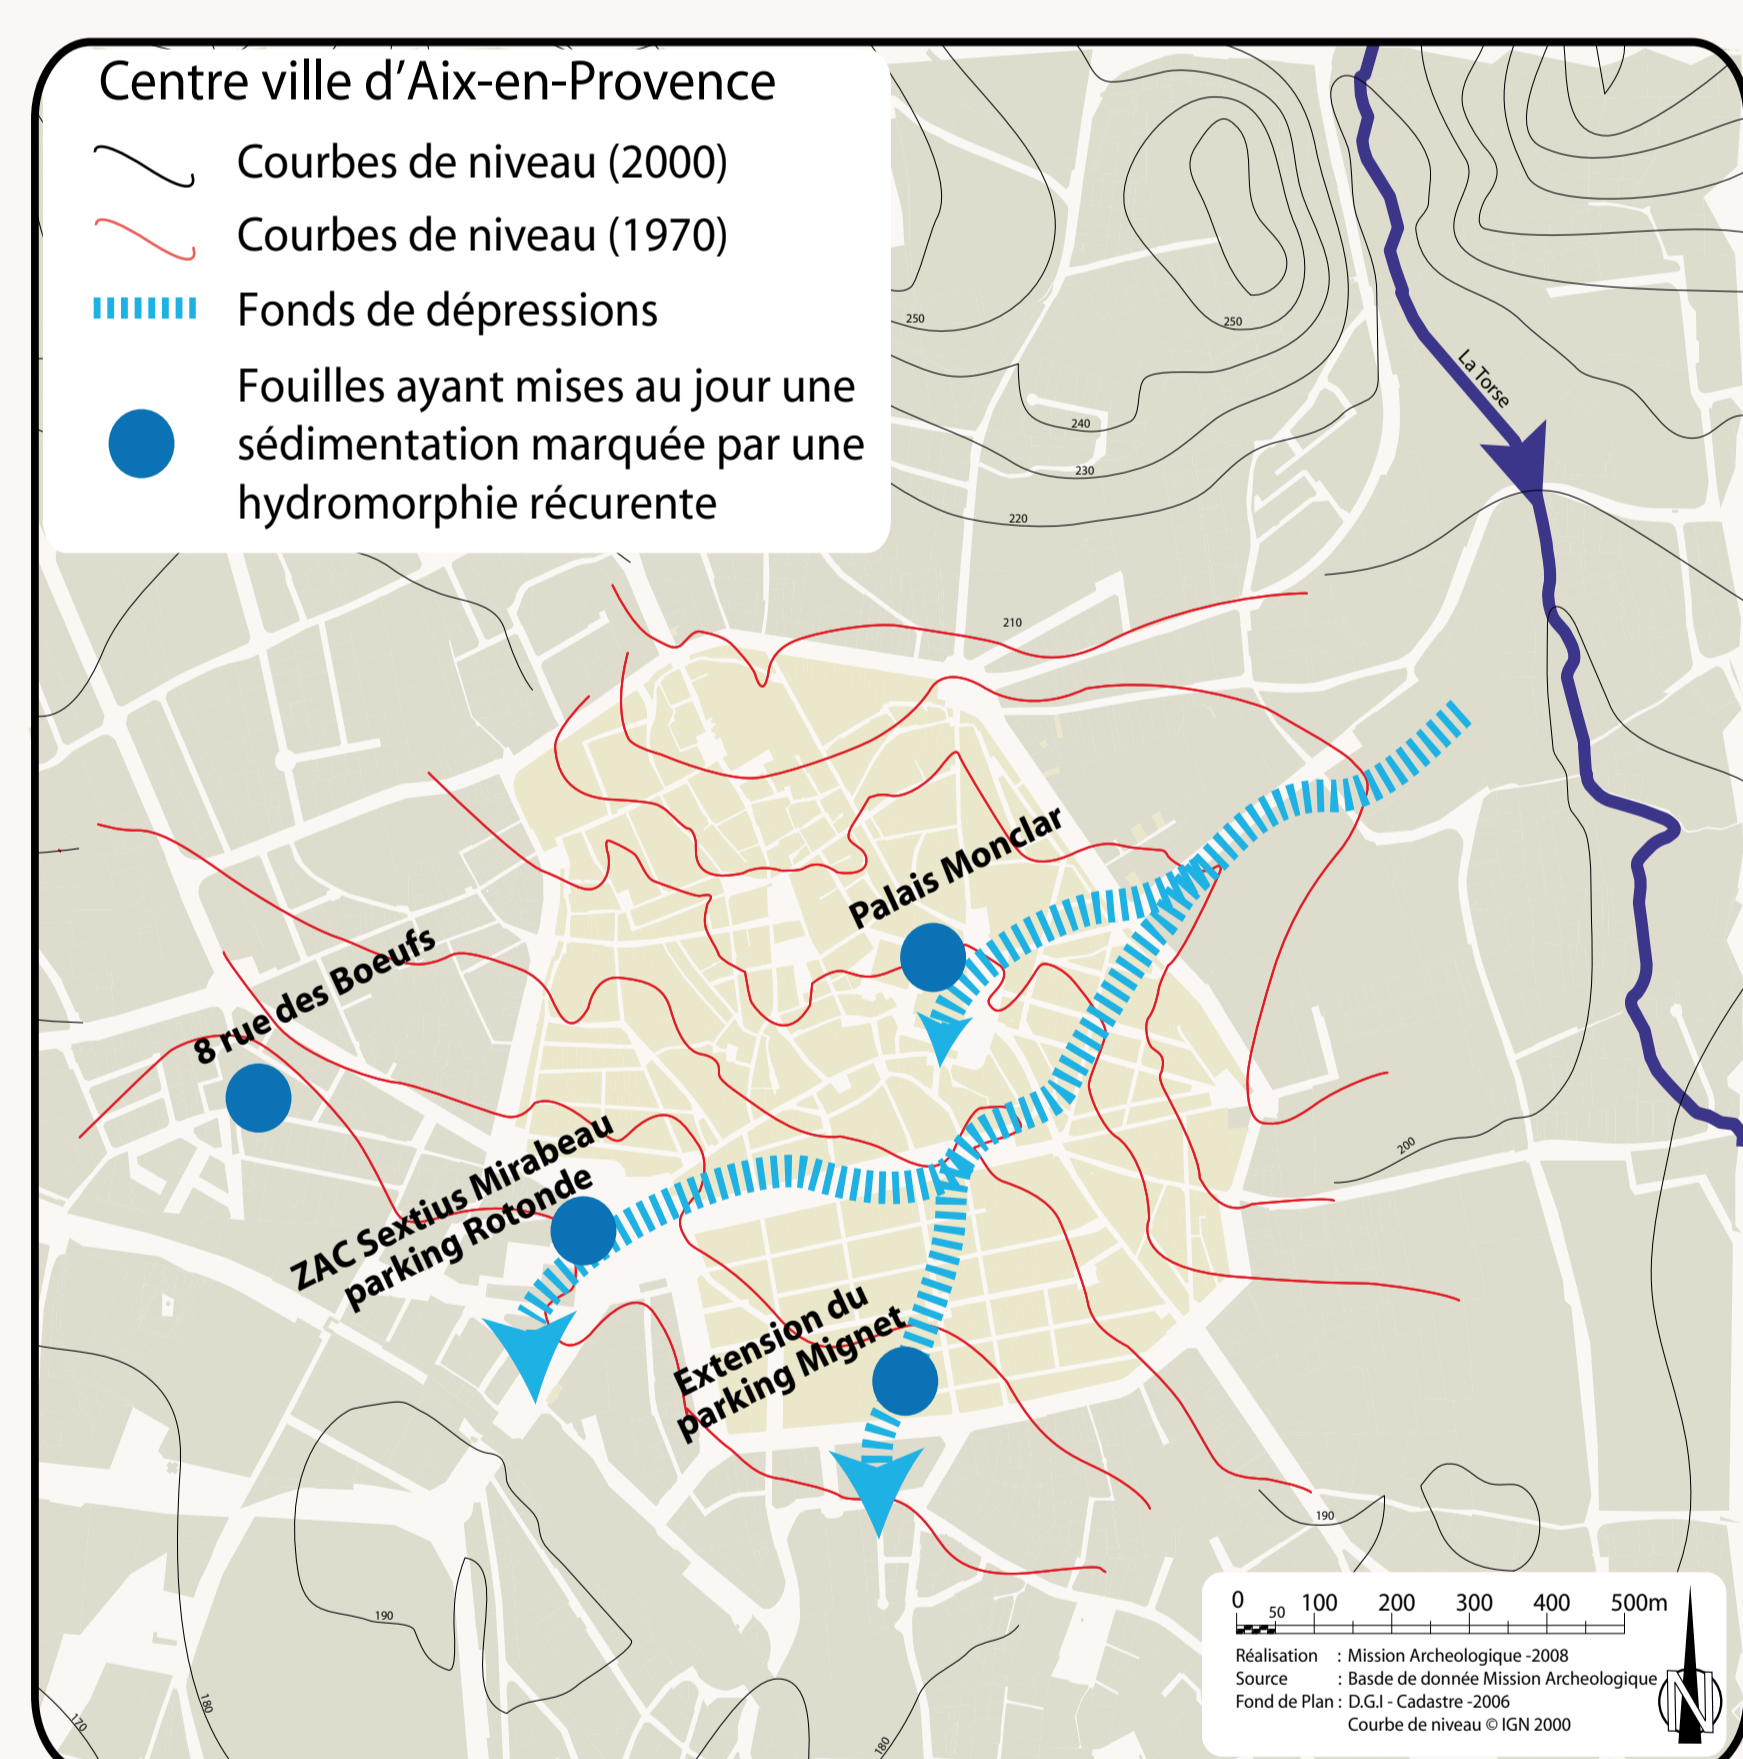 Centre ville d’Aix-en-Provence
Courbes de niveau (2000)
Courbes de niveau (1970)
Fonds de dépressions
Fouilles ayant mises au jour une
sédimentation marquée par une
hydromorphie récurente
250
250
La Torse
240
230
220
210
Palais Monclar
8 rue des Boeufs
ZAC Sextius Mirabeau
parking Rotonde
200
Extension du
parking Mignet
190
190
180
170
180
0 50 100 200 300 400 500m
Réalisation : Mission Archeologique -2008
Source : Basde de donnée Mission Archeologique
Fond de Plan : D.G.I - Cadastre -2006
Courbe de niveau © IGN 2000
N